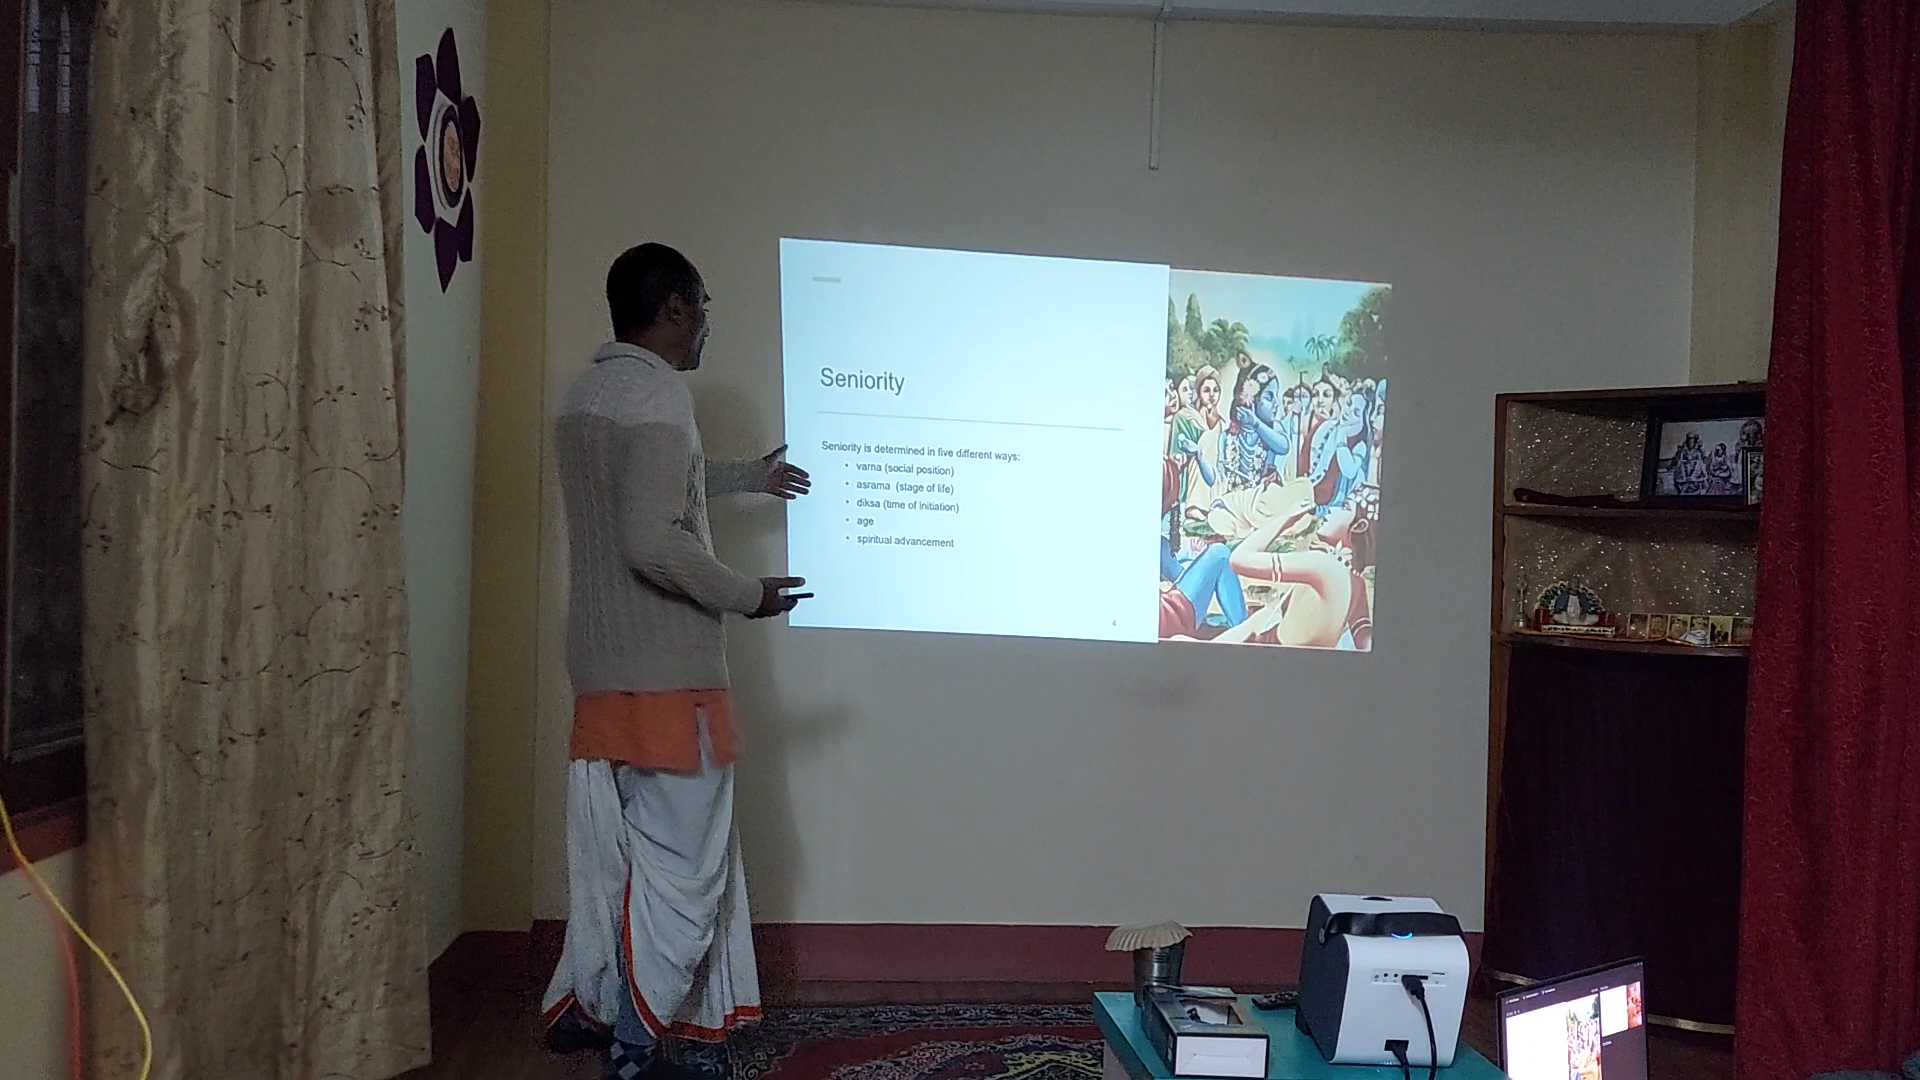 Seniority
Seniority is determined in five different ways:
• varna (social position)
• asrama (stage of life)
• diksa (time of initiation)
• age
• spiritual advancement
4